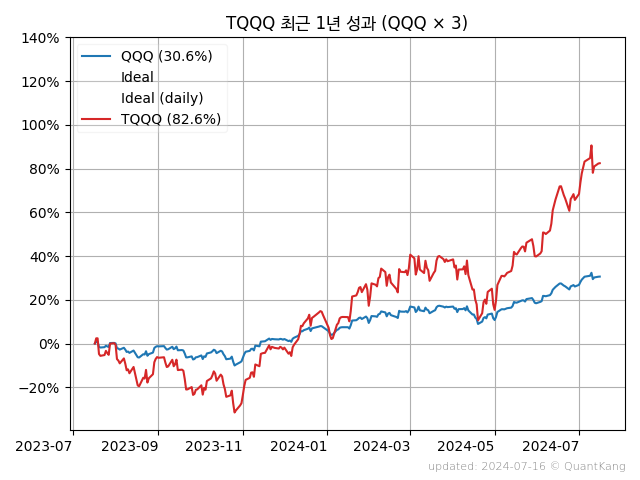 TQQQ 최근 1년 성과 (QQQ × 3)
140%
120%
100%
80%
60%
40%
20%
0%
−20%
QQQ (30.6%)
Ideal
Ideal (daily)
TQQQ (82.6%)
2023-07 2023-09 2023-11 2024-01 2024-03 2024-05 2024-07
updated: 2024-07-16 © QuantKang